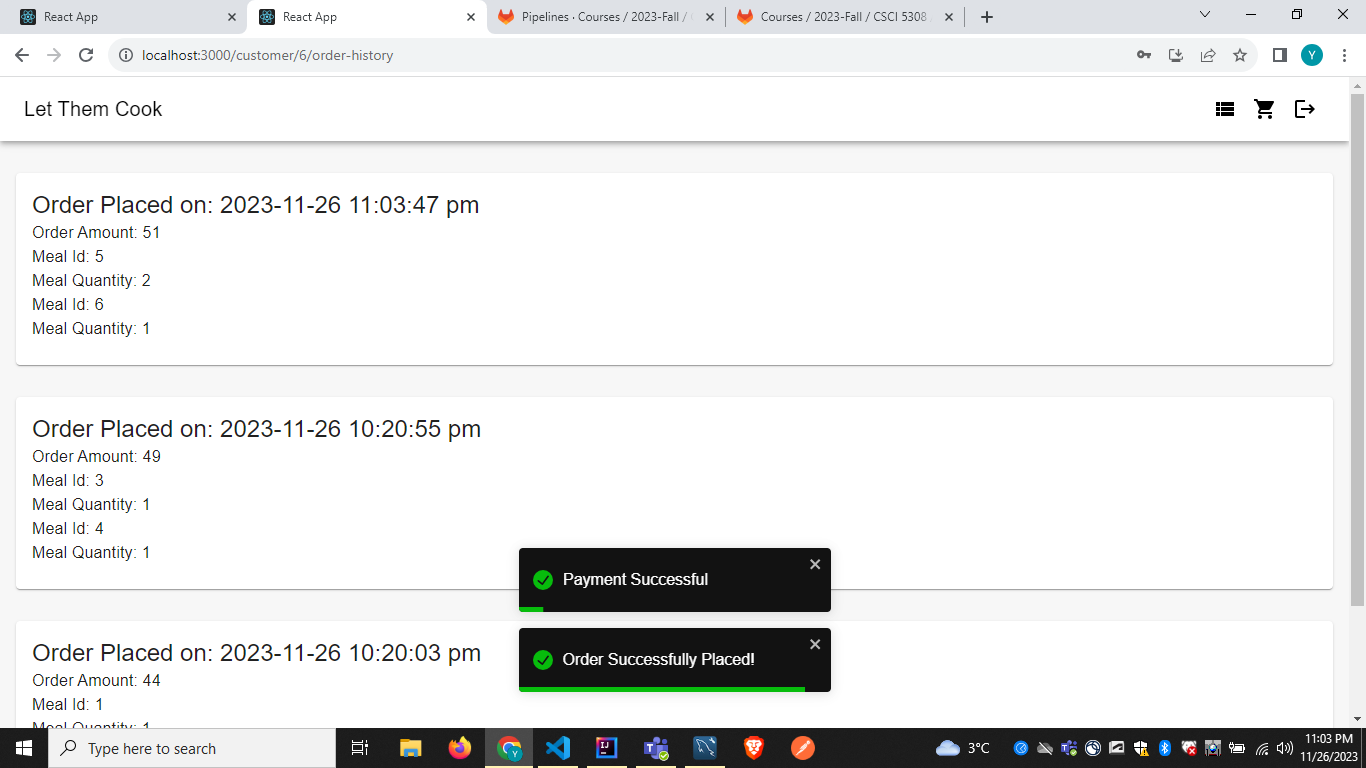 React App
React App
Pipelines · Courses / 2023-Fall /
Courses / 2023-Fall / CSCI 5308
localhost:3000/customer/6/order-history
Y
Let Them Cook
Order Placed on: 2023-11-26 11:03:47 pm
Order Amount: 51
Meal Id: 5
Meal Quantity: 2
Meal Id: 6
Meal Quantity: 1
Order Placed on: 2023-11-26 10:20:55 pm
Order Amount: 49
Meal Id: 3
Meal Quantity: 1
Meal Id: 4
Meal Quantity: 1
Payment Successful
Order Successfully Placed!
Order Placed on: 2023-11-26 10:20:03 pm
Order Amount: 44
Meal Id: 1
Meal Quantity: 1
Type here to search
3°C
11:03 PM
11/26/2023